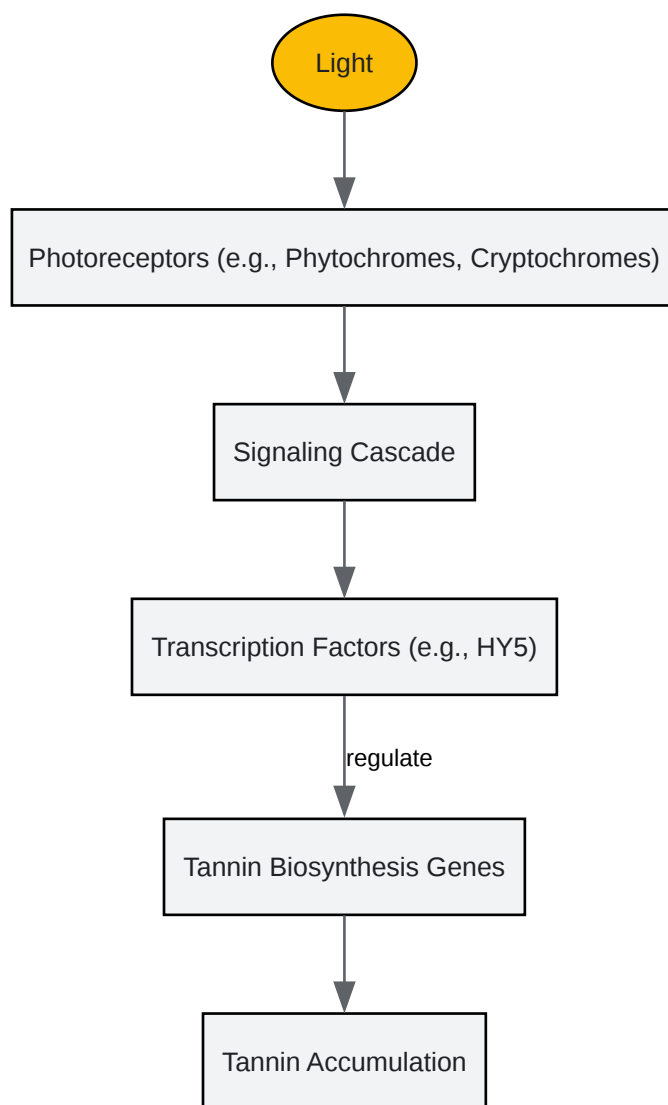 Light
Photoreceptors (e.g., Phytochromes, Cryptochromes)
Signaling Cascade
Transcription Factors (e.g., HY5)
regulate
Tannin Biosynthesis Genes
Tannin Accumulation